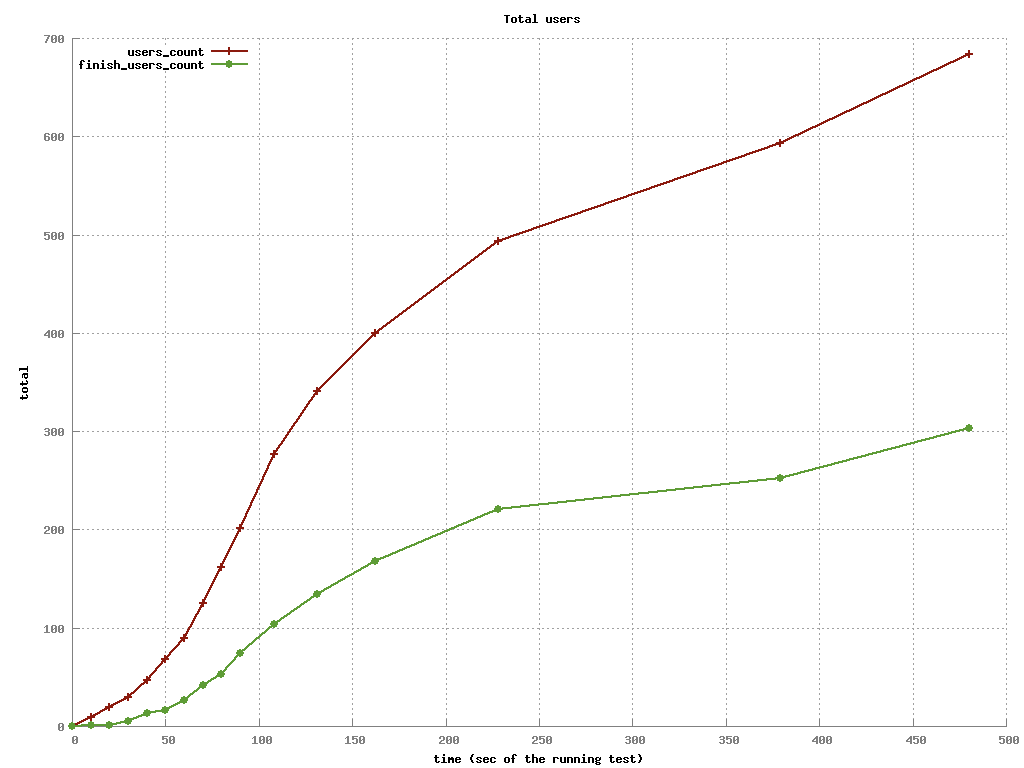 Total users
users_count
finish_users_count
700
600
500
400
300
200
100
0
total
0 50 100 150 200 250 300 350 400 450 500
time (sec of the running test)